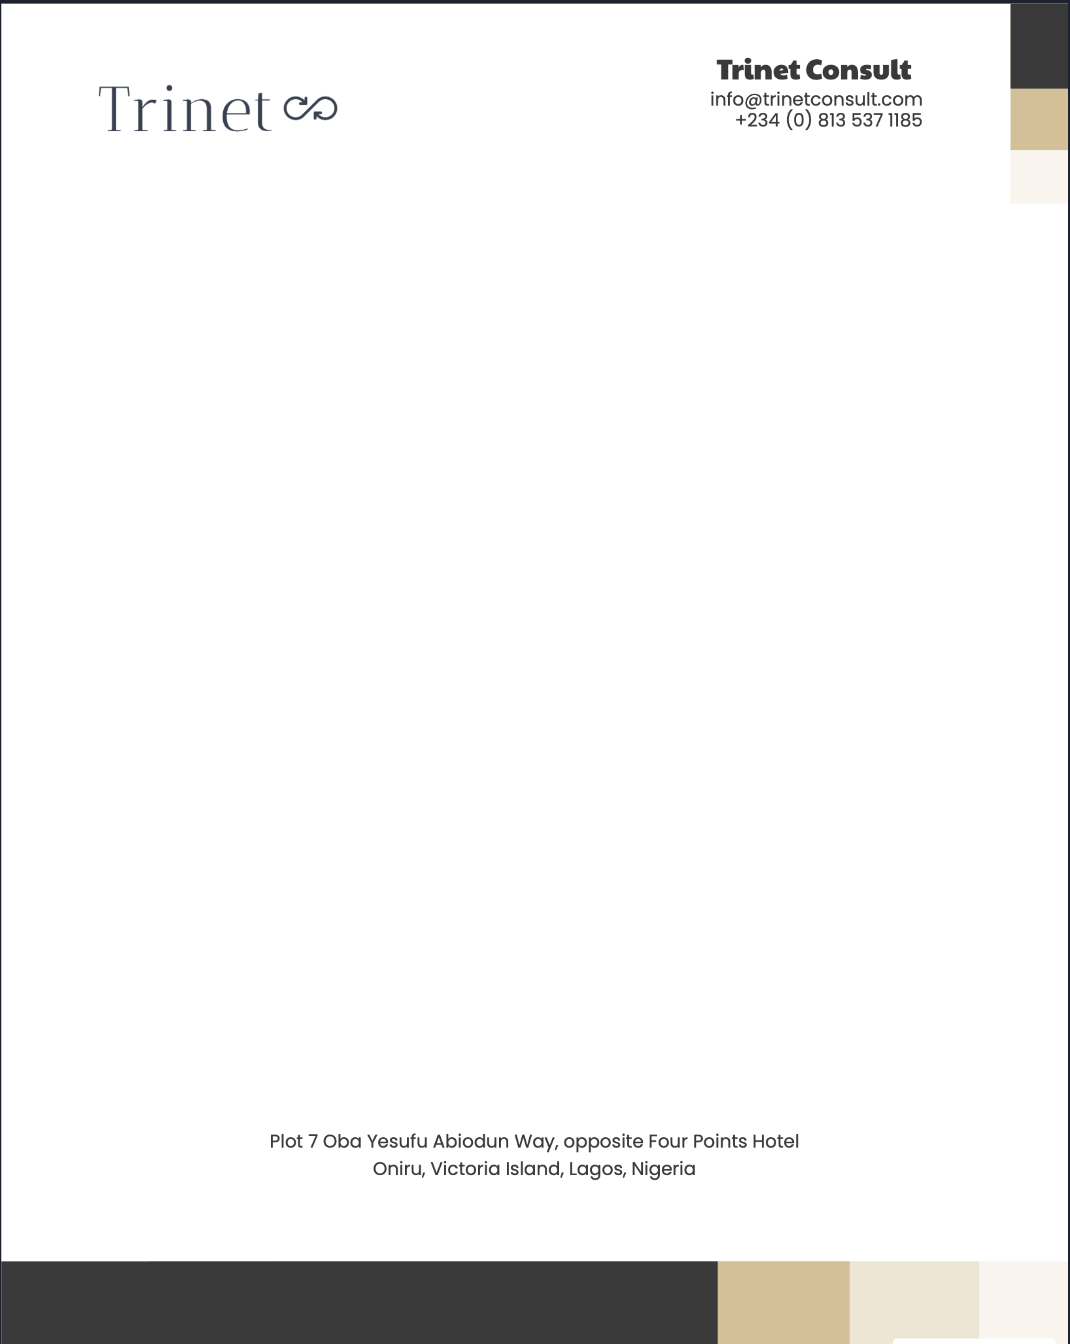 Trinet
Trinet Consult
info@trinetconsult.com
+234 (0) 813 537 1185
Plot 7 Oba Yesufu Abiodun Way, opposite Four Points Hotel
Oniru, Victoria Island, Lagos, Nigeria